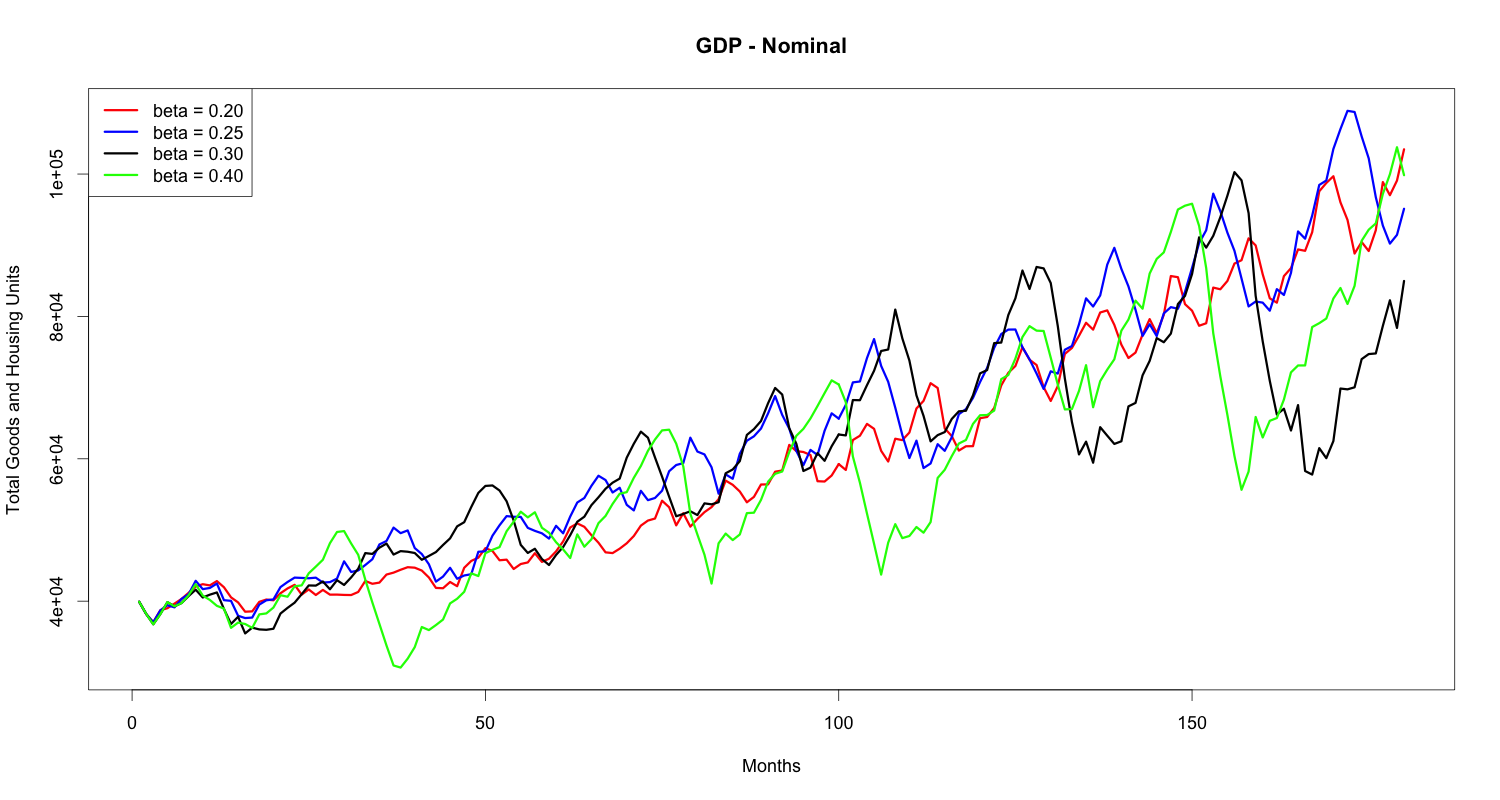 GDP - Nominal
beta = 0.20
beta = 0.25
beta = 0.30
beta = 0.40
Total Goods and Housing Units
1e+05
8e+04
6e+04
4e+04
0 50 100 150
Months